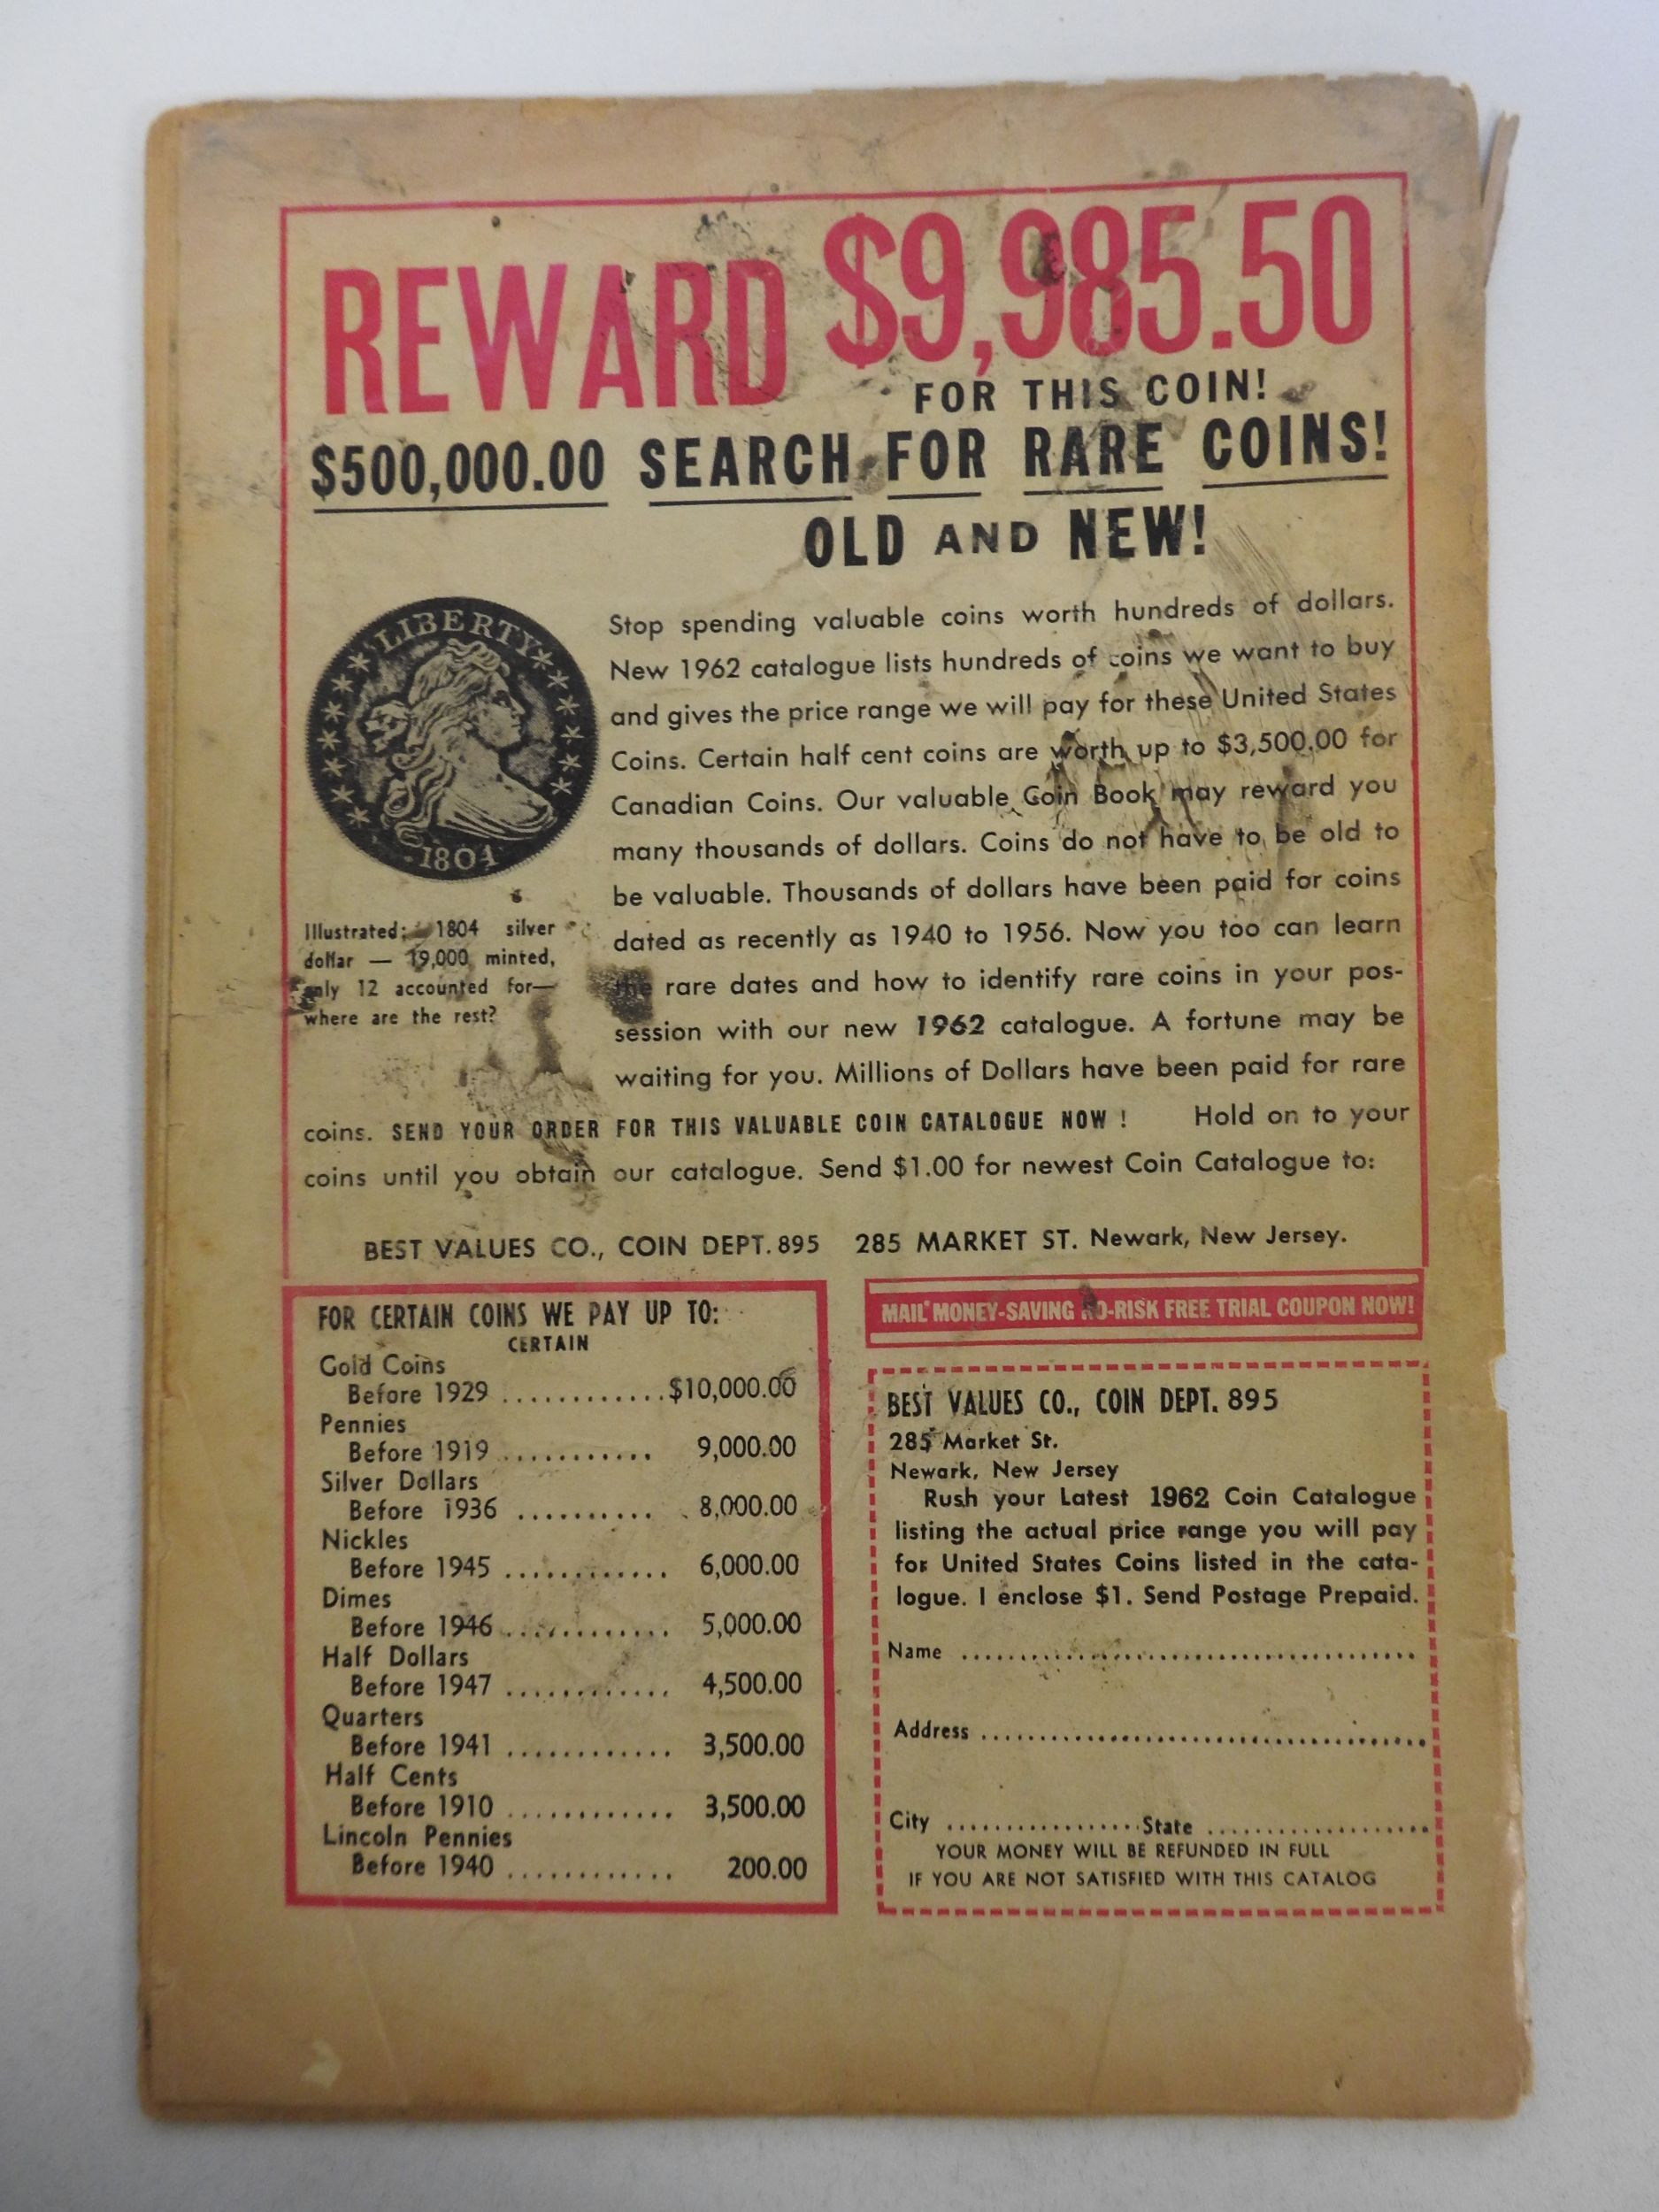 REWARD $9,985.50
FOR THIS COIN!
$500,000.00 SEARCH FOR RARE COINS!
OLD AND NEW!
LIBERTY
1804
Illustrated: 1804 silver
dollar — 19,000 minted,
only 12 accounted for—
where are the rest?
Stop spending valuable coins worth hundreds of dollars.
New 1962 catalogue lists hundreds of coins we want to buy
and gives the price range we will pay for these United States
Coins. Certain half cent coins are worth up to $3,500.00 for
Canadian Coins. Our valuable Coin Book may reward you
many thousands of dollars. Coins do not have to be old to
be valuable. Thousands of dollars have been paid for coins
dated as recently as 1940 to 1956. Now you too can learn
the rare dates and how to identify rare coins in your pos-
session with our new 1962 catalogue. A fortune may be
waiting for you. Millions of Dollars have been paid for rare
coins. SEND YOUR ORDER FOR THIS VALUABLE COIN CATALOGUE NOW ! Hold on to your
coins until you obtain our catalogue. Send $1.00 for newest Coin Catalogue to:
BEST VALUES CO., COIN DEPT. 895 285 MARKET ST. Newark, New Jersey.
FOR CERTAIN COINS WE PAY UP TO:
CERTAIN
Gold Coins
Before 1929 ............$10,000.00
Pennies
Before 1919 ........... 9,000.00
Silver Dollars
Before 1936 .......... 8,000.00
Nickles
Before 1945 ............ 6,000.00
Dimes
Before 1946 ............ 5,000.00
Half Dollars
Before 1947 ............ 4,500.00
Quarters
Before 1941 ............ 3,500.00
Half Cents
Before 1910 ............ 3,500.00
Lincoln Pennies
Before 1940 ............ 200.00
MAIL MONEY-SAVING NO-RISK FREE TRIAL COUPON NOW!
BEST VALUES CO., COIN DEPT. 895
285 Market St.
Newark, New Jersey
Rush your Latest 1962 Coin Catalogue
listing the actual price range you will pay
for United States Coins listed in the cata-
logue. I enclose $1. Send Postage Prepaid.
Name ......................................
Address ......................................
City .................State ...................
YOUR MONEY WILL BE REFUNDED IN FULL
IF YOU ARE NOT SATISFIED WITH THIS CATALOG